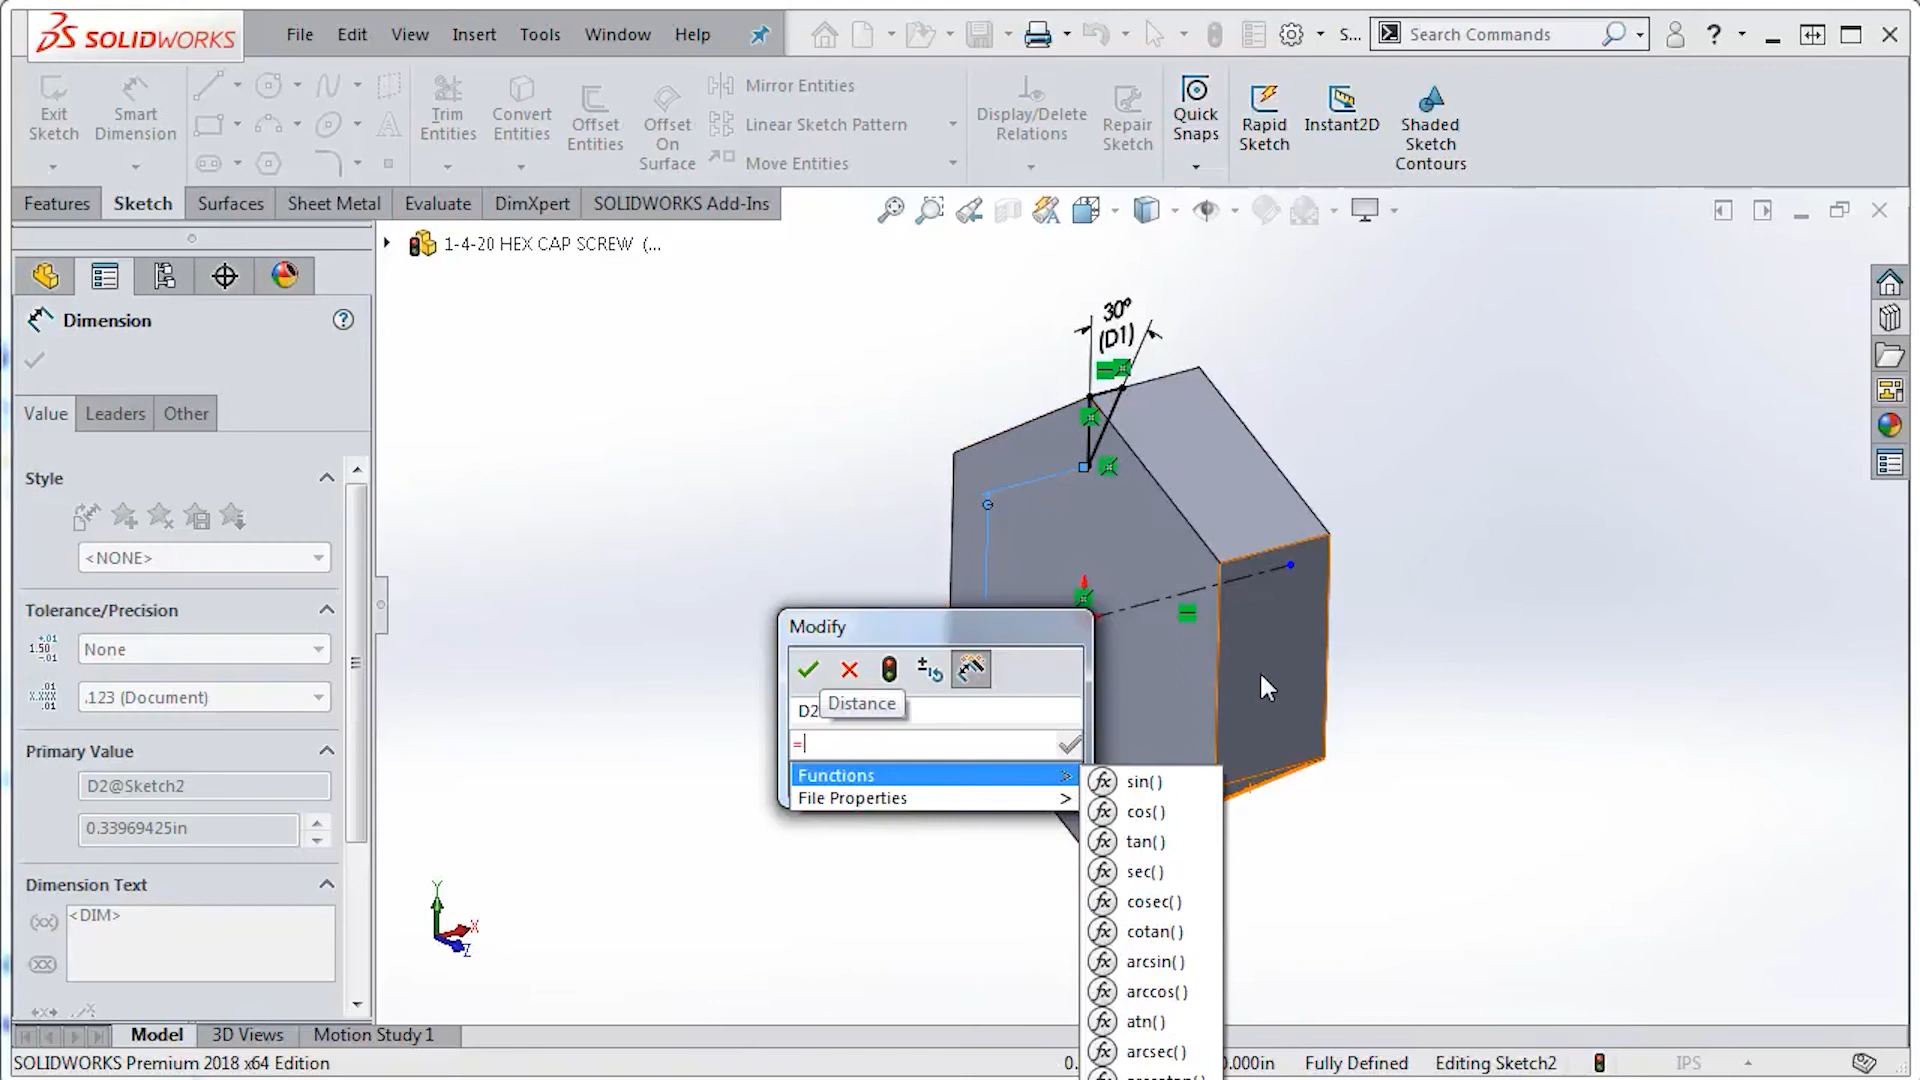 SOLIDWORKS
File Edit View Insert Tools Window Help
S...
Search Commands
?
Exit Sketch
Smart Dimension
Trim Entities
Convert Entities
Offset Entities
Offset On Surface
Mirror Entities
Linear Sketch Pattern
Move Entities
Display/Delete Relations
Repair Sketch
Quick Snaps
Rapid Sketch
Instant2D
Shaded Sketch Contours
Features Sketch Surfaces Sheet Metal Evaluate DimXpert SOLIDWORKS Add-Ins
1-4-20 HEX CAP SCREW (...
Dimension
Value Leaders Other
Style
<NONE>
Tolerance/Precision
None
.123 (Document)
Primary Value
D2@Sketch2
0.33969425in
Dimension Text
<DIM>
30°
(D1)
Modify
Distance
D2
=
Functions >
File Properties >
sin()
cos()
tan()
sec()
cosec()
cotan()
arcsin()
arccos()
atn()
arcsec()
Y
X
Z
Model 3D Views Motion Study 1
SOLIDWORKS Premium 2018 x64 Edition
0.
0.000in
Fully Defined
Editing Sketch2
IPS